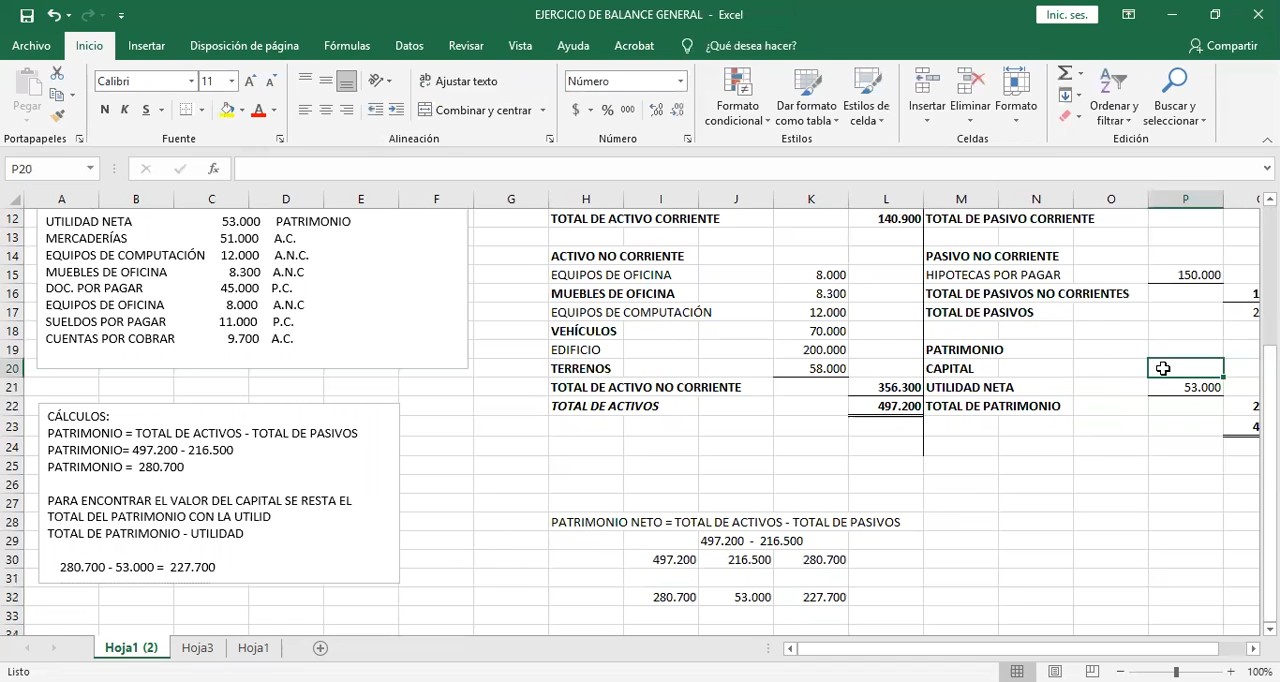 EJERCICIO DE BALANCE GENERAL - Excel
Inic. ses.
Archivo Inicio Insertar Disposición de página Fórmulas Datos Revisar Vista Ayuda Acrobat ¿Qué desea hacer? Compartir
Pegar
Calibri 11
N K S
Ajustar texto
Combinar y centrar
Número
$ % 000
Formato condicional
Dar formato como tabla
Estilos de celda
Insertar
Eliminar
Formato
Ordenar y filtrar
Buscar y seleccionar
Portapapeles Fuente Alineación Número Estilos Celdas Edición
P20 fx
A B C D E F G H I J K L M N O P
12 TOTAL DE ACTIVO CORRIENTE 140.900 TOTAL DE PASIVO CORRIENTE
13
14 ACTIVO NO CORRIENTE PASIVO NO CORRIENTE
15 EQUIPOS DE OFICINA 8.000 HIPOTECAS POR PAGAR 150.000
16 MUEBLES DE OFICINA 8.300 TOTAL DE PASIVOS NO CORRIENTES 1
17 EQUIPOS DE COMPUTACIÓN 12.000 TOTAL DE PASIVOS 2
18 VEHÍCULOS 70.000
19 EDIFICIO 200.000 PATRIMONIO
20 TERRENOS 58.000 CAPITAL
21 TOTAL DE ACTIVO NO CORRIENTE 356.300 UTILIDAD NETA 53.000
22 TOTAL DE ACTIVOS 497.200 TOTAL DE PATRIMONIO 2
23 4
24
25
26
27
28 PATRIMONIO NETO = TOTAL DE ACTIVOS - TOTAL DE PASIVOS
29 497.200 - 216.500
30 497.200 216.500 280.700
31
32 280.700 53.000 227.700
33
UTILIDAD NETA 53.000 PATRIMONIO
MERCADERÍAS 51.000 A.C.
EQUIPOS DE COMPUTACIÓN 12.000 A.N.C.
MUEBLES DE OFICINA 8.300 A.N.C
DOC. POR PAGAR 45.000 P.C.
EQUIPOS DE OFICINA 8.000 A.N.C
SUELDOS POR PAGAR 11.000 P.C.
CUENTAS POR COBRAR 9.700 A.C.
CÁLCULOS:
PATRIMONIO = TOTAL DE ACTIVOS - TOTAL DE PASIVOS
PATRIMONIO= 497.200 - 216.500
PATRIMONIO = 280.700
PARA ENCONTRAR EL VALOR DEL CAPITAL SE RESTA EL
TOTAL DEL PATRIMONIO CON LA UTILID
TOTAL DE PATRIMONIO - UTILIDAD
280.700 - 53.000 = 227.700
Hoja1 (2) Hoja3 Hoja1
Listo 100%